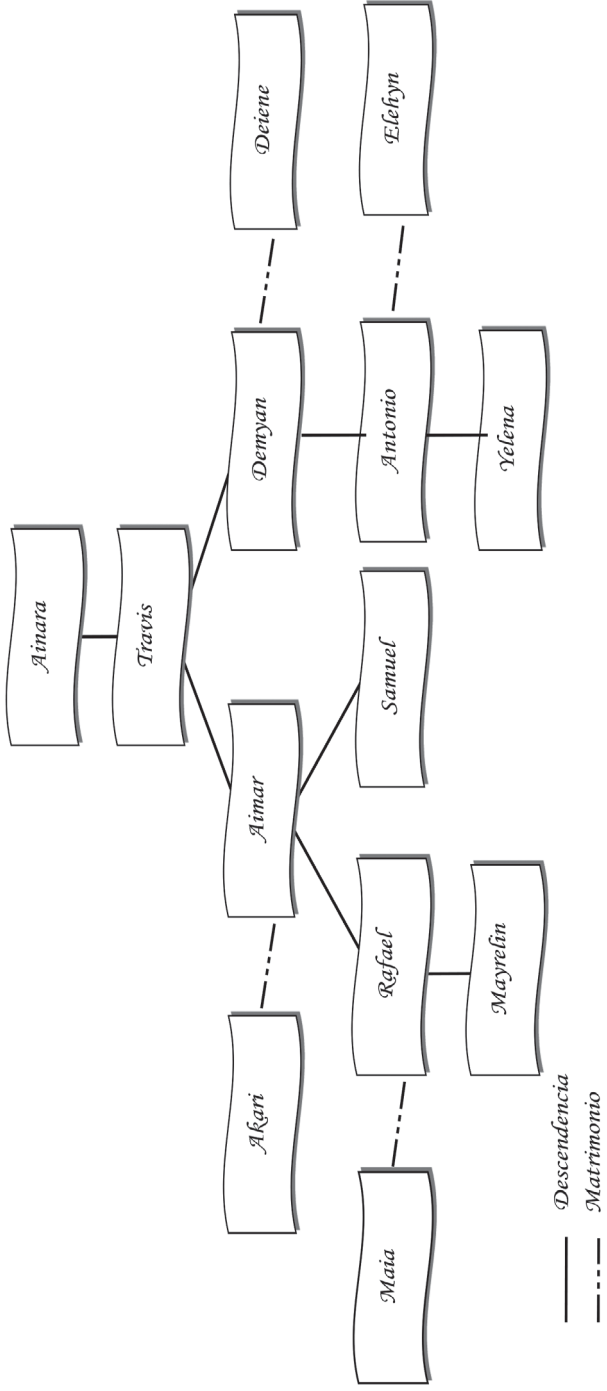 Ainara
Travis
Akari
Aimar
Demyan
Deiene
Maia
Rafael
Samuel
Antonio
Elehyn
Mayrelin
Yelena
Descendencia
Matrimonio